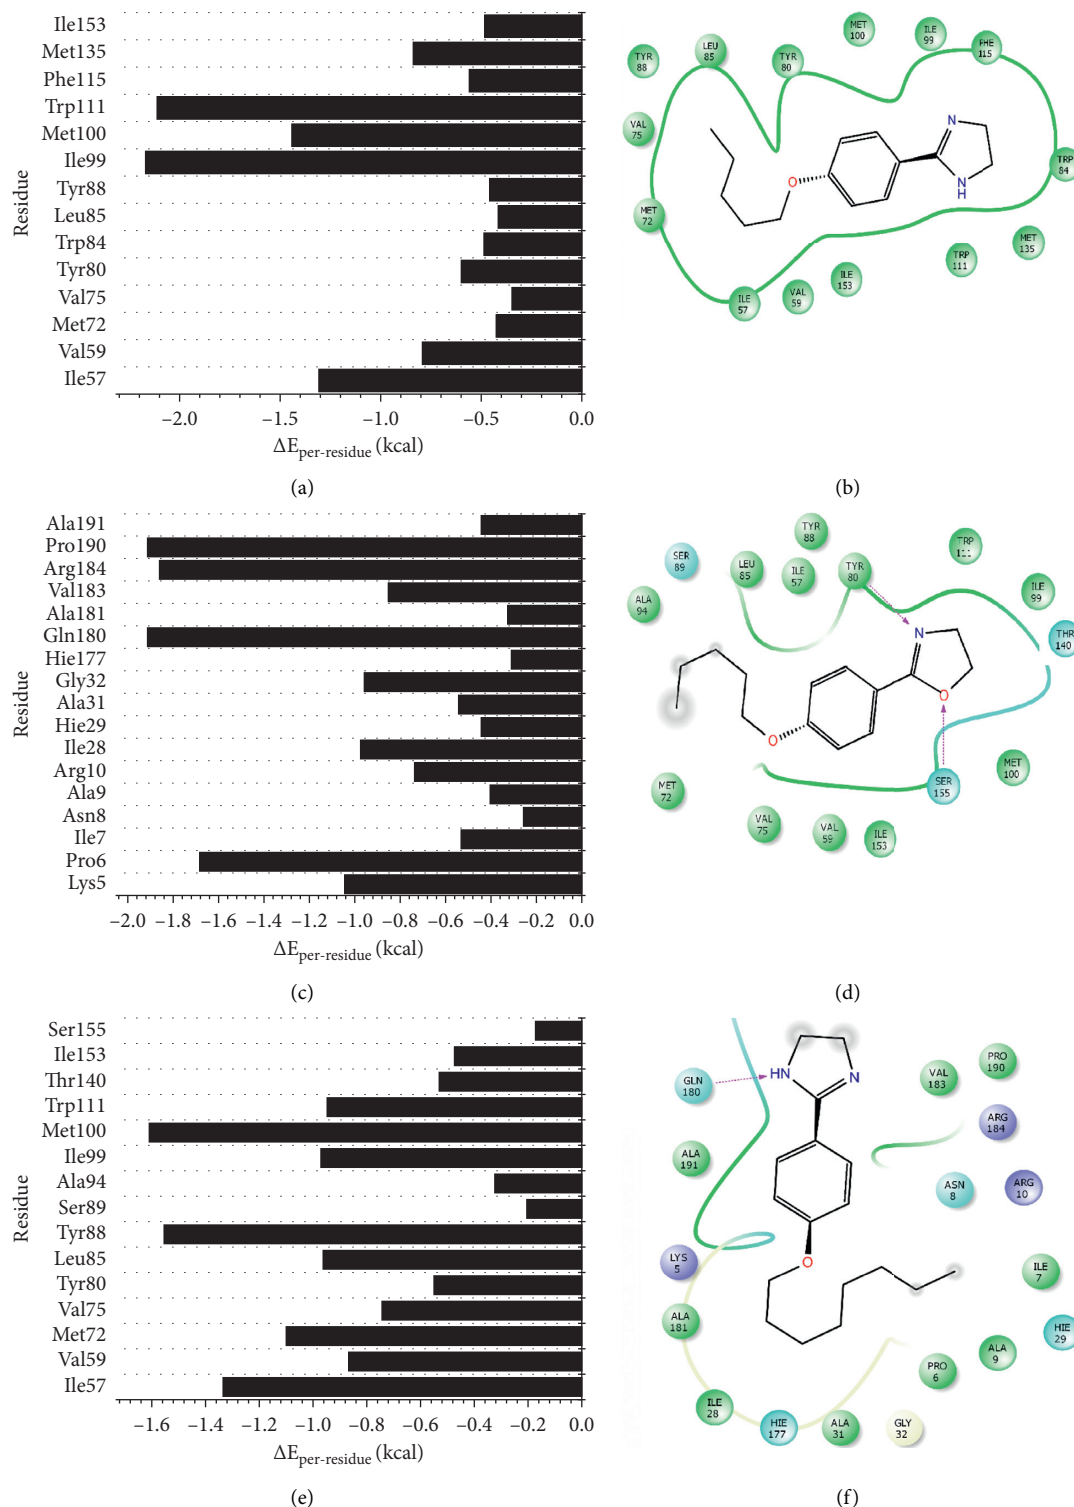 Residue
Ile153
Met135
Phe115
Trp111
Met100
Ile99
Tyr88
Leu85
Trp84
Tyr80
Val75
Met72
Val59
Ile57
−2.0 −1.5 −1.0 −0.5 0.0
ΔEper-residue (kcal)
(a)
MET 100
ILE 99
PHE 115
LEU 85
TYR 88
TYR 80
VAL 75
TRP 84
MET 72
MET 135
TRP 111
ILE 153
VAL 59
ILE 57
N
N
H
O
(b)
Residue
Ala191
Pro190
Arg184
Val183
Ala181
Gln180
Hie177
Gly32
Ala31
Hie29
Ile28
Arg10
Ala9
Asn8
Ile7
Pro6
Lys5
−2.0 −1.8 −1.6 −1.4 −1.2 −1.0 −0.8 −0.6 −0.4 −0.2 0.0
ΔEper-residue (kcal)
(c)
TYR 88
TRP 111
SER 89
LEU 85
ILE 57
TYR 80
ILE 99
ALA 94
THR 140
N
O
O
MET 100
SER 155
MET 72
VAL 75
VAL 59
ILE 153
(d)
Residue
Ser155
Ile153
Thr140
Trp111
Met100
Ile99
Ala94
Ser89
Tyr88
Leu85
Tyr80
Val75
Met72
Val59
Ile57
−1.6 −1.4 −1.2 −1.0 −0.8 −0.6 −0.4 −0.2 0.0
ΔEper-residue (kcal)
(e)
GLN 180
HN
N
VAL 183
PRO 190
ARG 184
ALA 191
ASN 8
ARG 10
LYS 5
O
ILE 7
ALA 181
HIE 29
ALA 9
PRO 6
ILE 28
HIE 177
ALA 31
GLY 32
(f)